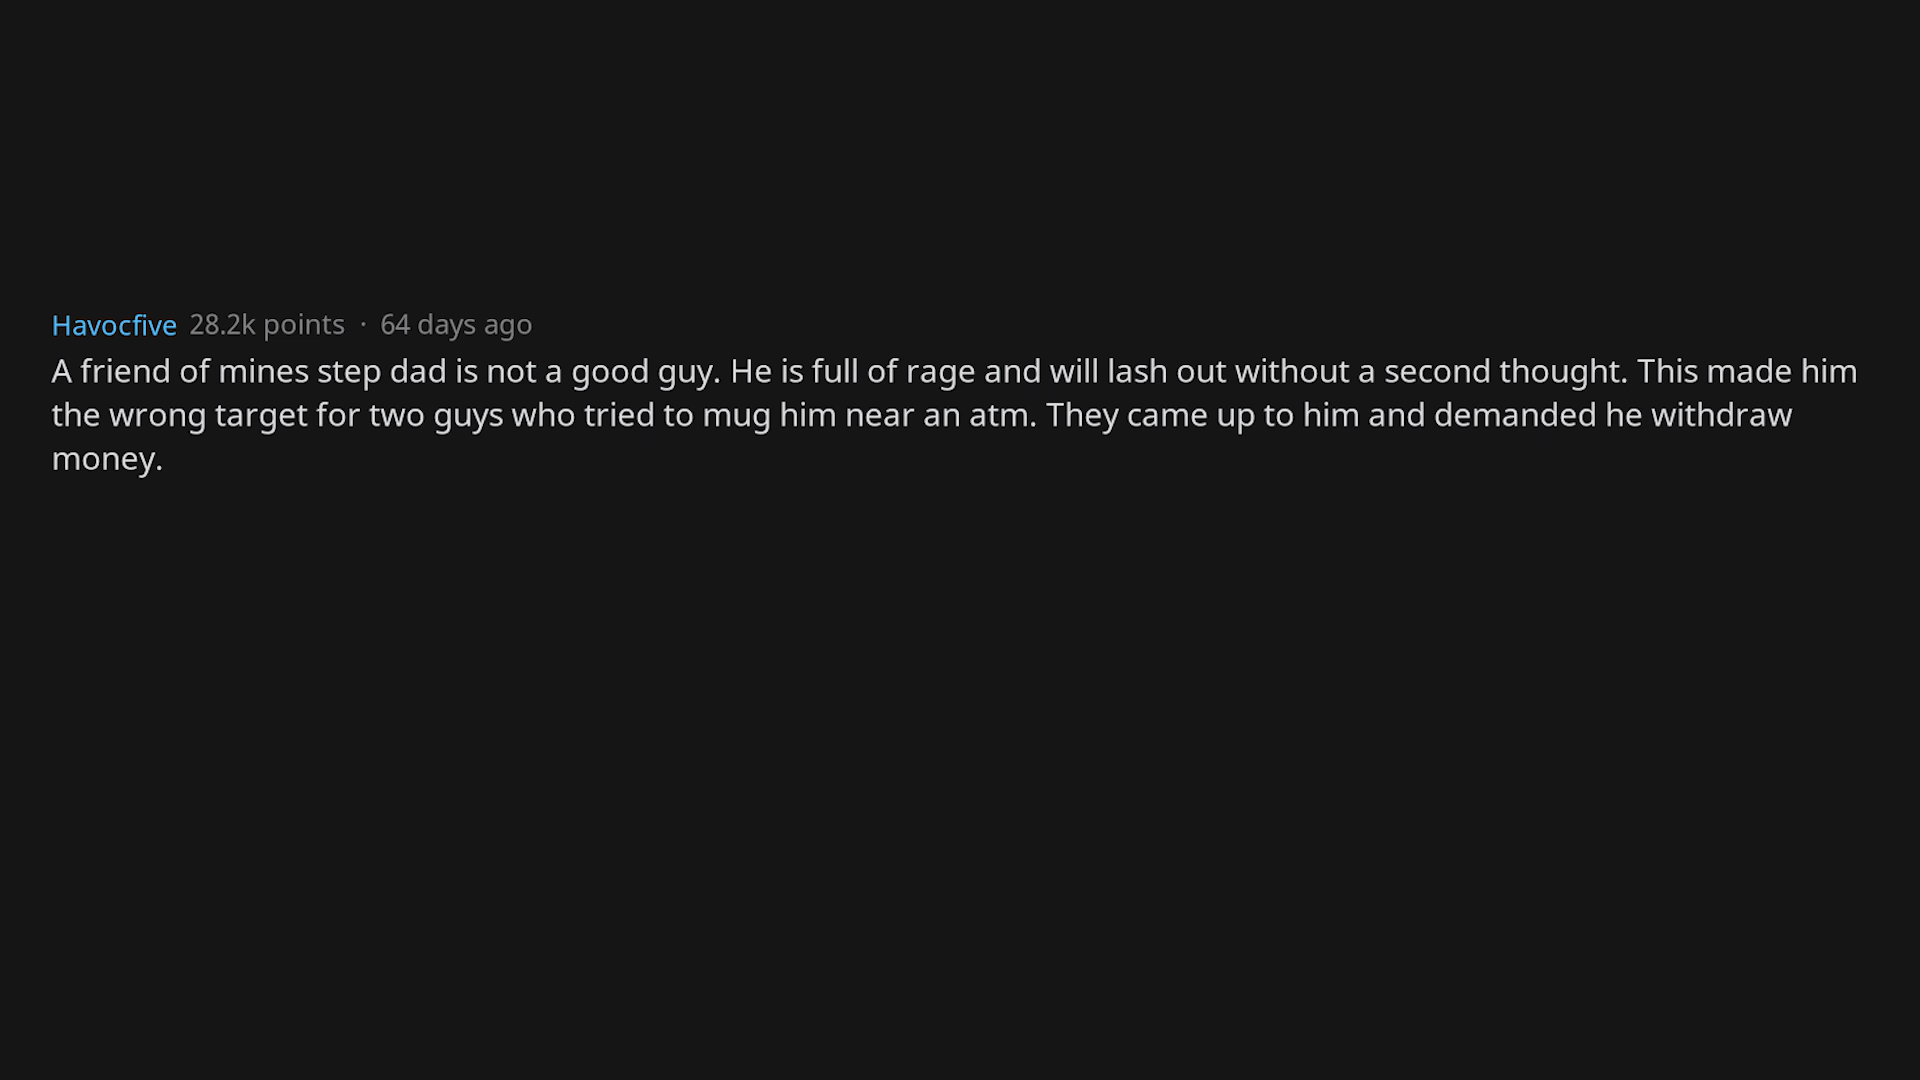 Havocfive 28.2k points · 64 days ago
A friend of mines step dad is not a good guy. He is full of rage and will lash out without a second thought. This made him
the wrong target for two guys who tried to mug him near an atm. They came up to him and demanded he withdraw
money.